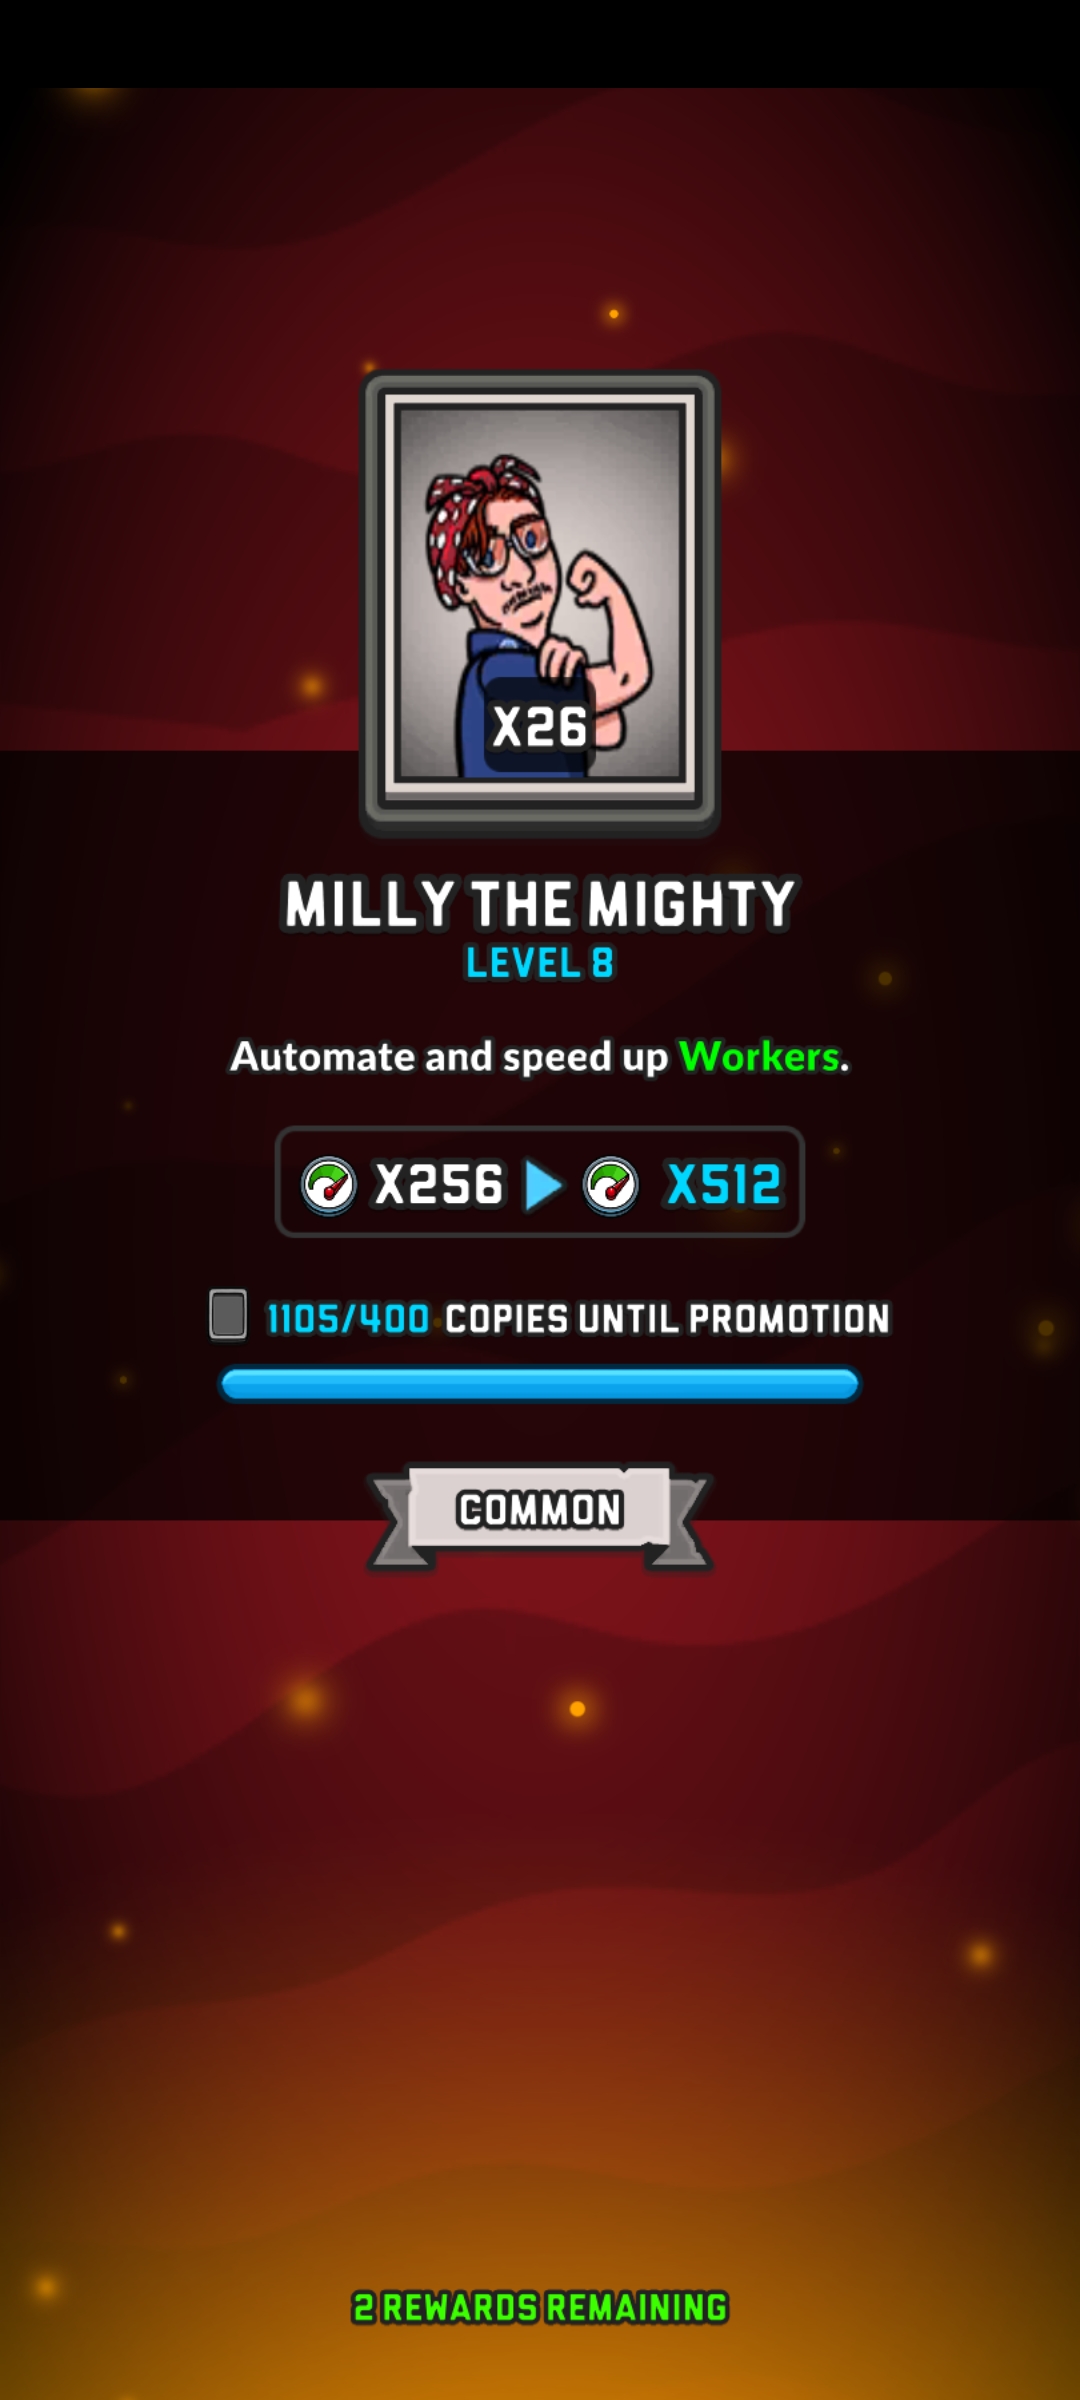 X26
MILLY THE MIGHTY
LEVEL 8
Automate and speed up Workers.
X256 X512
1105/400 COPIES UNTIL PROMOTION
COMMON
2 REWARDS REMAINING